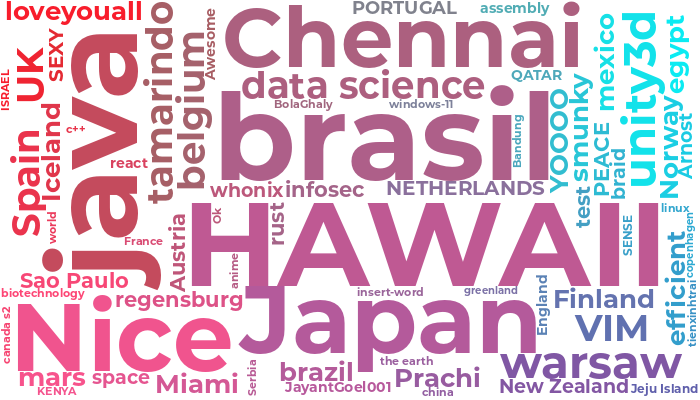 loveyouall
PORTUGAL
assembly
ISRAEL
UK
SEXY
java
tamarindo
Awesome
Chennai
mexico
unity3d
egypt
belgium
data science
QATAR
BolaGhaly
windows-11
Spain
Iceland
c++
react
brasil
Bandung
YOOOO
smunky
PEACE
braid
Norway
Arnost
whonix
infosec
NETHERLANDS
test
world
France
Austria
Ok
anime
rust
HAWAII
SENSE
linux
copenhagen
efficient
tienxinhtrai
Sao Paulo
biotechnology
regensburg
canada s2
Nice
Japan
insert-word
greenland
England
Finland
VIM
the earth
warsaw
mars
space
KENYA
Miami
Serbia
brazil
JayantGoel001
Prachi
china
New Zealand
Jeju Island